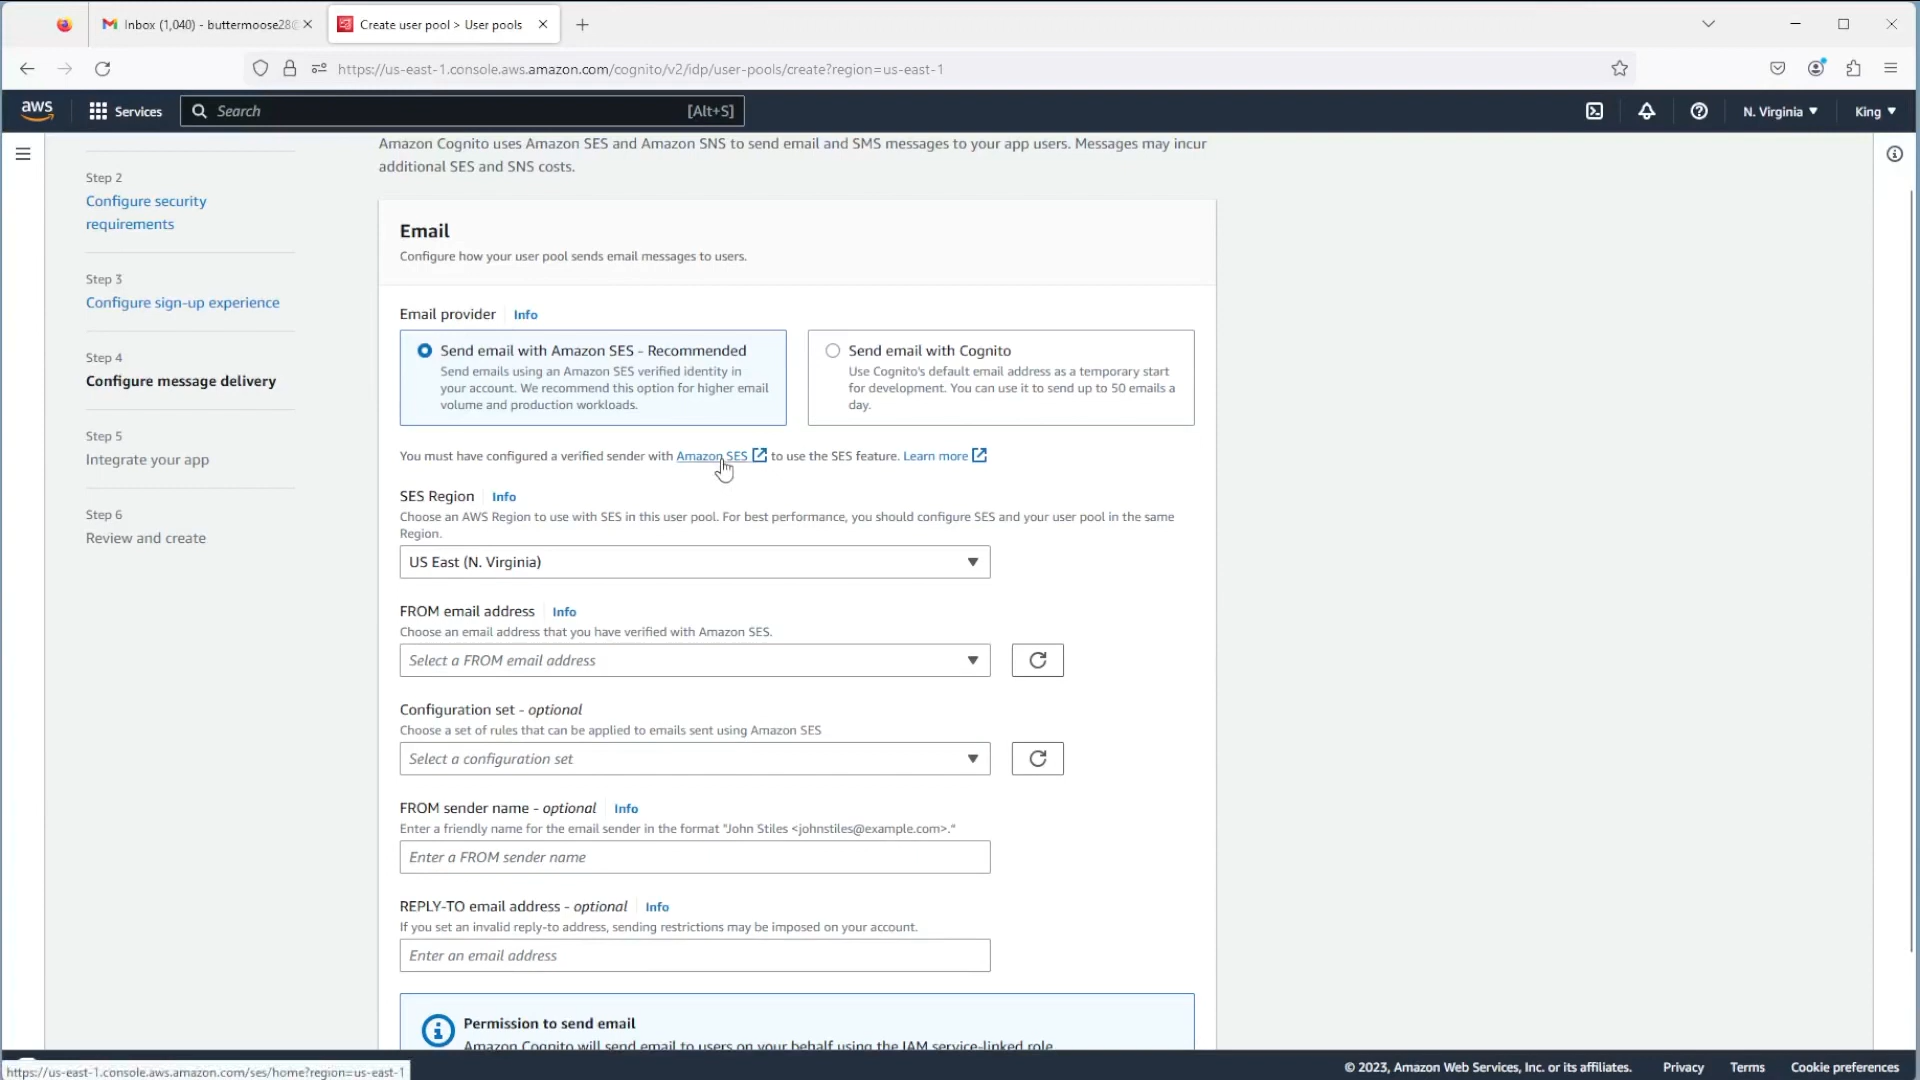 Inbox (1,040) - buttermoose28
Create user pool > User pools
https://us-east-1.console.aws.amazon.com/cognito/v2/idp/user-pools/create?region=us-east-1
aws
Services
Search
[Alt+S]
N. Virginia
King
Amazon Cognito uses Amazon SES and Amazon SNS to send email and SMS messages to your app users. Messages may incur
additional SES and SNS costs.
Step 2
Configure security
requirements
Step 3
Configure sign-up experience
Step 4
Configure message delivery
Step 5
Integrate your app
Step 6
Review and create
Email
Configure how your user pool sends email messages to users.
Email provider Info
Send email with Amazon SES - Recommended
Send emails using an Amazon SES verified identity in
your account. We recommend this option for higher email
volume and production workloads.
Send email with Cognito
Use Cognito's default email address as a temporary start
for development. You can use it to send up to 50 emails a
day.
You must have configured a verified sender with Amazon SES to use the SES feature. Learn more
SES Region Info
Choose an AWS Region to use with SES in this user pool. For best performance, you should configure SES and your user pool in the same
Region.
US East (N. Virginia)
FROM email address Info
Choose an email address that you have verified with Amazon SES.
Select a FROM email address
Configuration set - optional
Choose a set of rules that can be applied to emails sent using Amazon SES
Select a configuration set
FROM sender name - optional Info
Enter a friendly name for the email sender in the format "John Stiles <johnstiles@example.com>."
Enter a FROM sender name
REPLY-TO email address - optional Info
If you set an invalid reply-to address, sending restrictions may be imposed on your account.
Enter an email address
Permission to send email
Amazon Cognito will send email to users on your behalf using the IAM service-linked role
https://us-east-1.console.aws.amazon.com/ses/home?region=us-east-1
© 2023, Amazon Web Services, Inc. or its affiliates.
Privacy
Terms
Cookie preferences